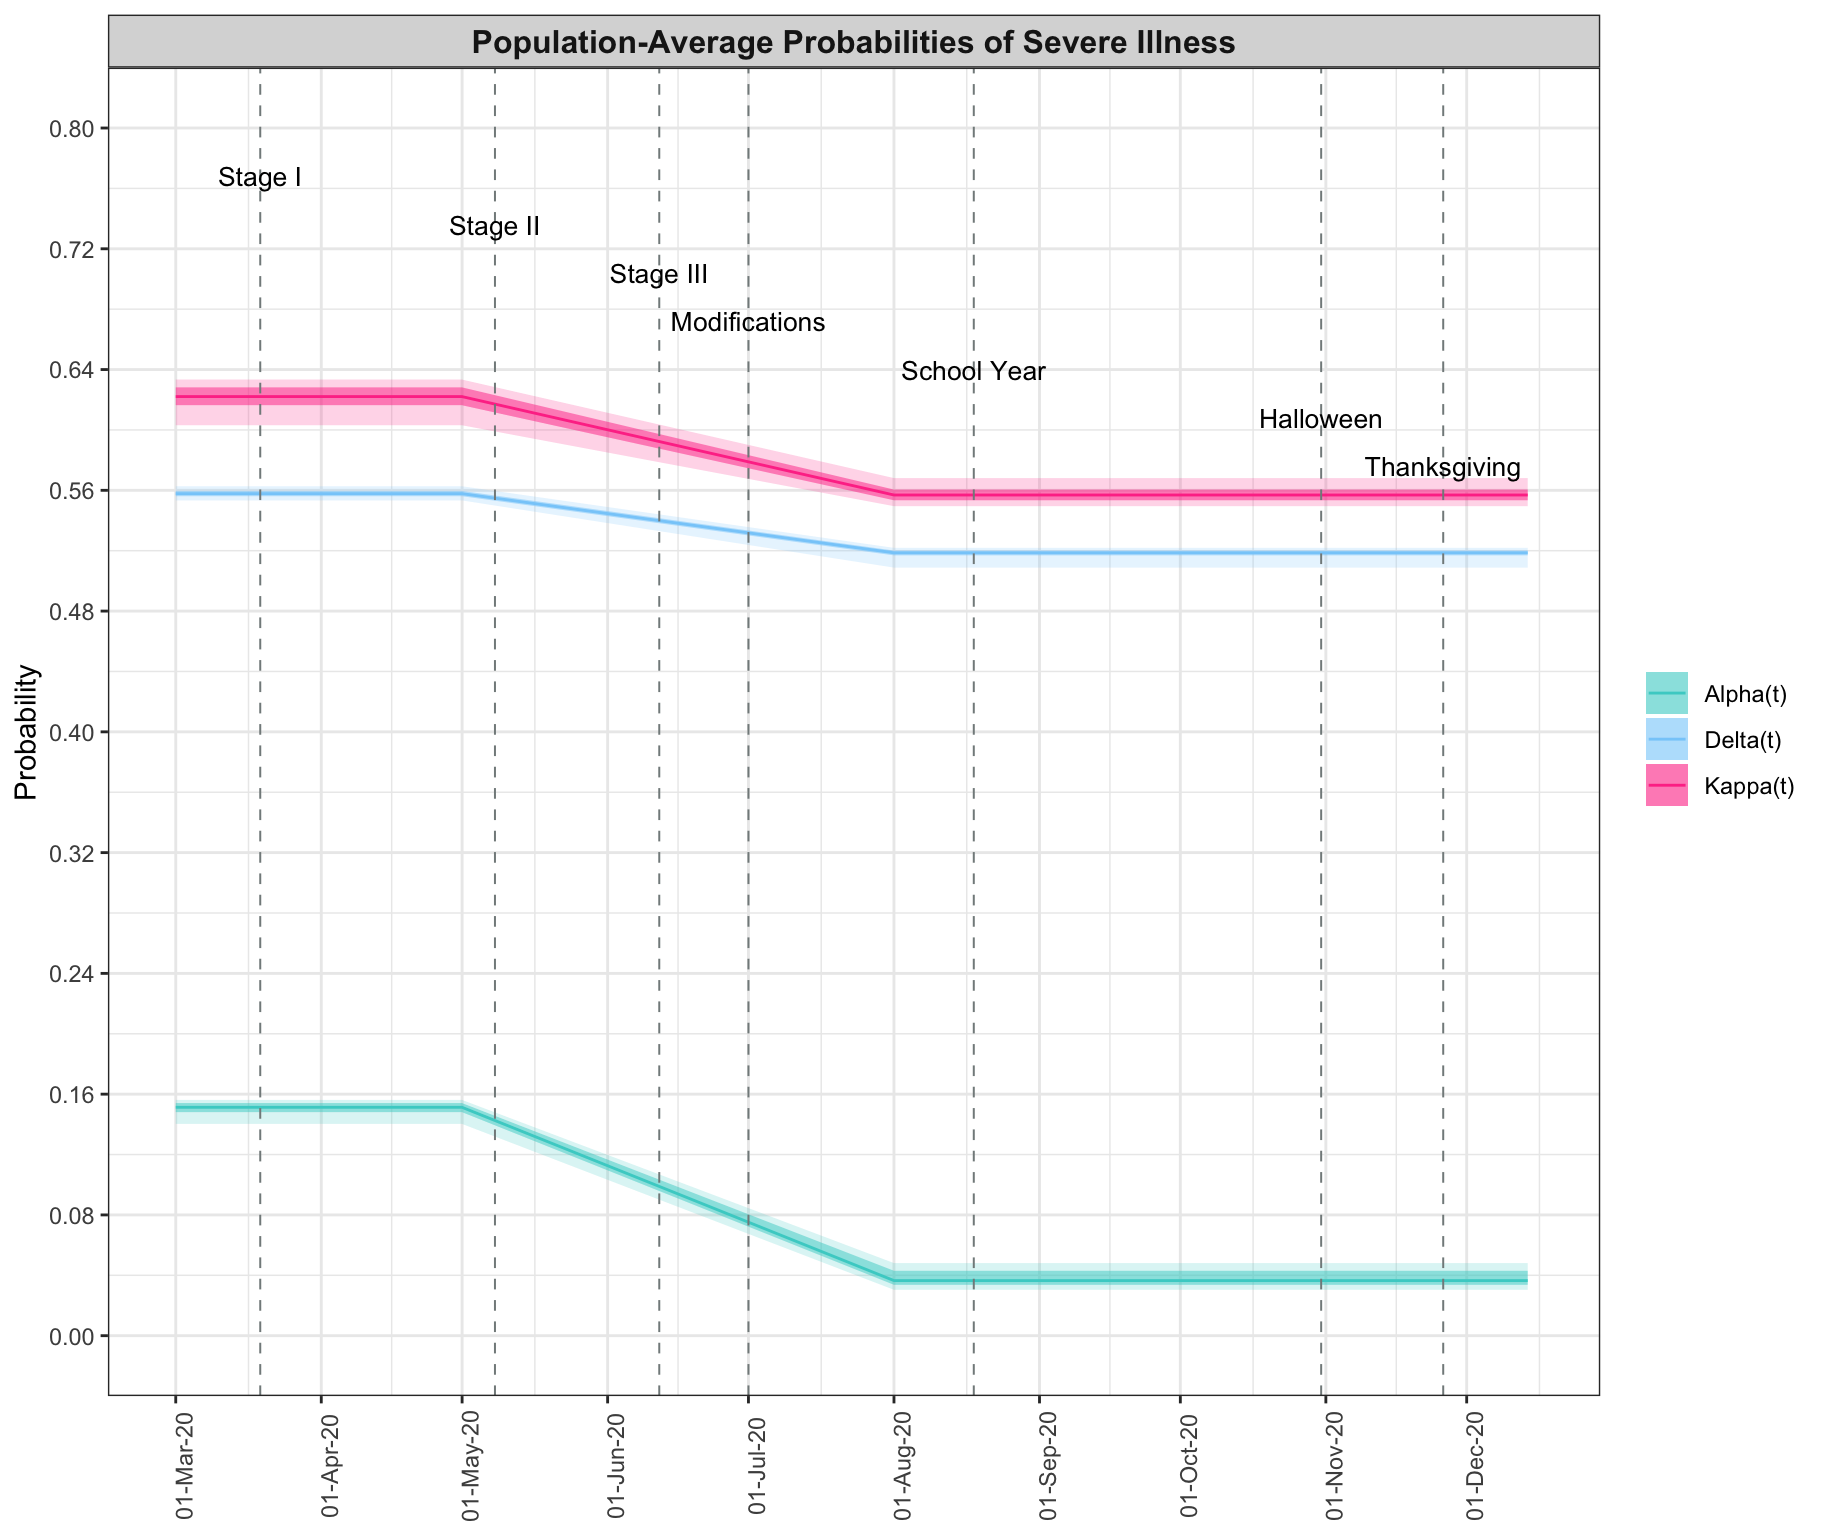 Population-Average Probabilities of Severe Illness
0.80
Stage I
Stage II
0.72
Stage III
Modifications
0.64
School Year
Halloween
Thanksgiving
0.56
0.48
0.40
0.32
0.24
0.16
0.08
0.00
Probability
Alpha(t)
Delta(t)
Kappa(t)
01-Mar-20
01-Apr-20
01-May-20
01-Jun-20
01-Jul-20
01-Aug-20
01-Sep-20
01-Oct-20
01-Nov-20
01-Dec-20